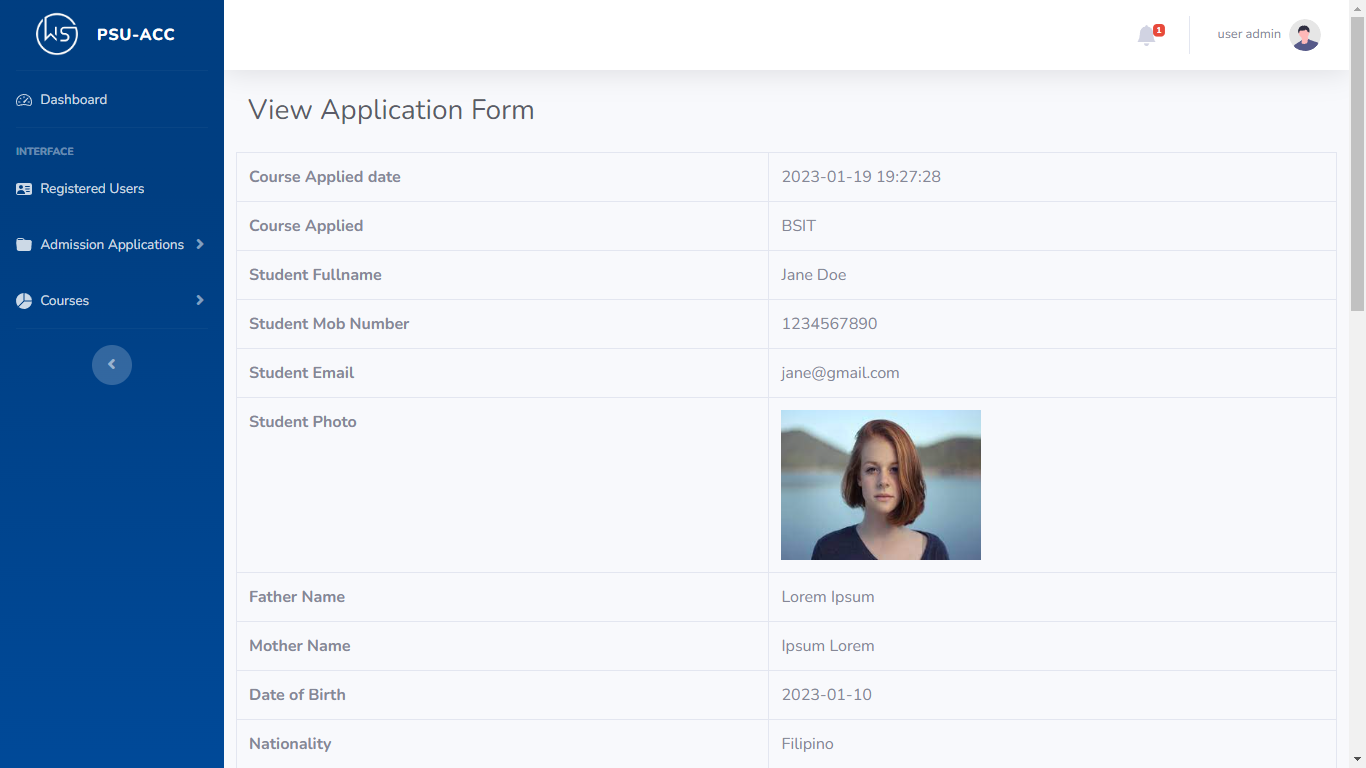 WS PSU-ACC
1
user admin
Dashboard
INTERFACE
Registered Users
Admission Applications
Courses
View Application Form
Course Applied date 2023-01-19 19:27:28
Course Applied BSIT
Student Fullname Jane Doe
Student Mob Number 1234567890
Student Email jane@gmail.com
Student Photo
Father Name Lorem Ipsum
Mother Name Ipsum Lorem
Date of Birth 2023-01-10
Nationality Filipino